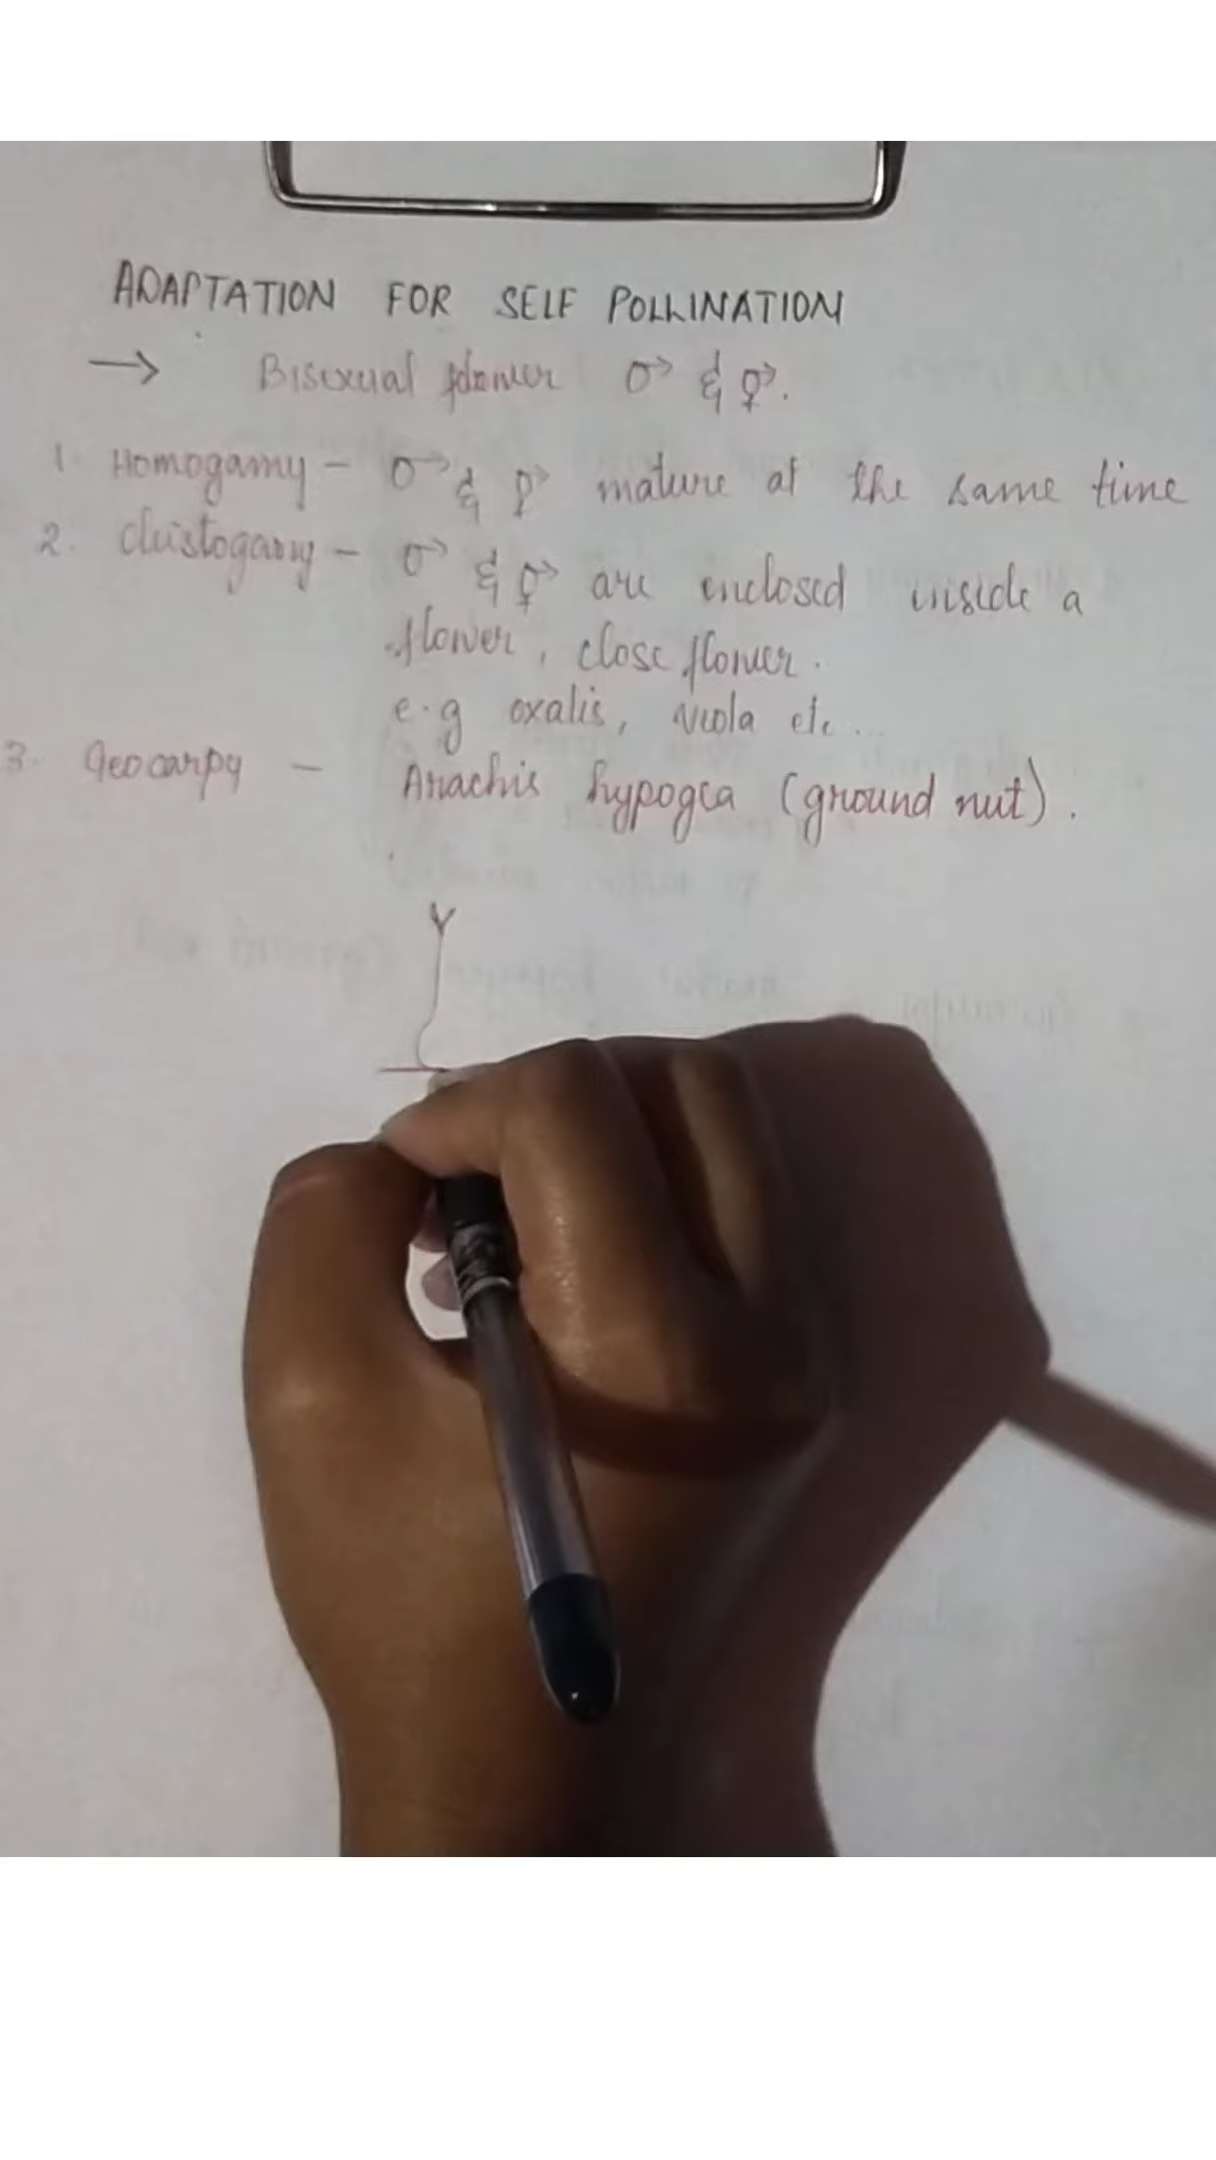 ADAPTATION FOR SELF POLLINATION
→ Bisexual flower ♂ & ⚥.
1. Homogamy - ♂ & ⚥ mature at the same time
2. Cleistogamy - ♂ & ⚥ are enclosed inside a
flower, close flower.
e.g oxalis, viola etc...
3. Geocarpy - Arachis hypogea (ground nut).